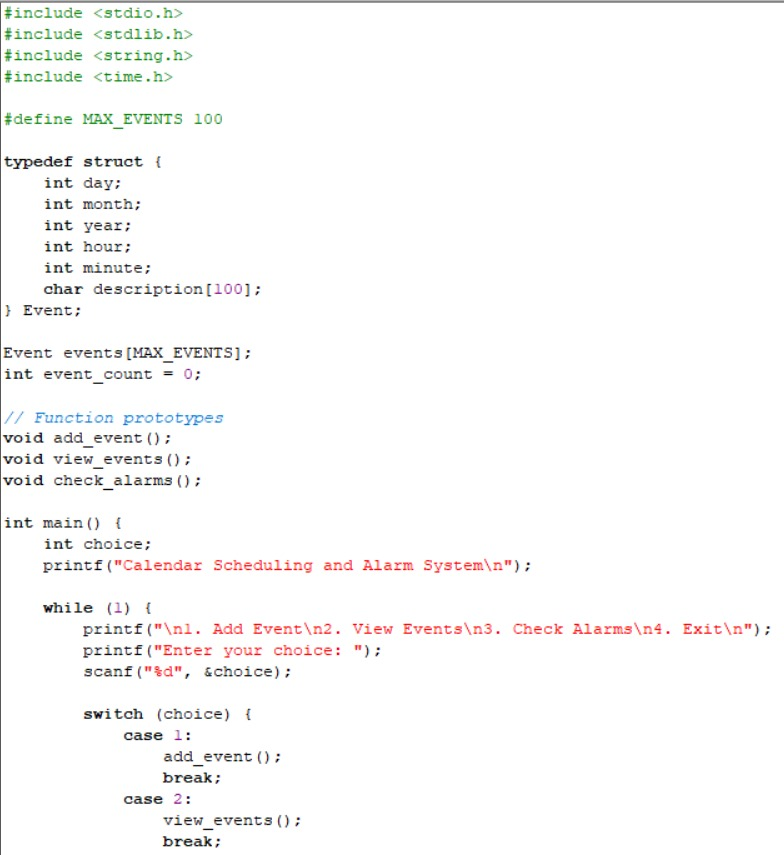 #include <stdio.h>
#include <stdlib.h>
#include <string.h>
#include <time.h>

#define MAX_EVENTS 100

typedef struct {
    int day;
    int month;
    int year;
    int hour;
    int minute;
    char description[100];
} Event;

Event events[MAX_EVENTS];
int event_count = 0;

// Function prototypes
void add_event();
void view_events();
void check_alarms();

int main() {
    int choice;
    printf("Calendar Scheduling and Alarm System\n");

    while (1) {
        printf("\n1. Add Event\n2. View Events\n3. Check Alarms\n4. Exit\n");
        printf("Enter your choice: ");
        scanf("%d", &choice);

        switch (choice) {
            case 1:
                add_event();
                break;
            case 2:
                view_events();
                break;